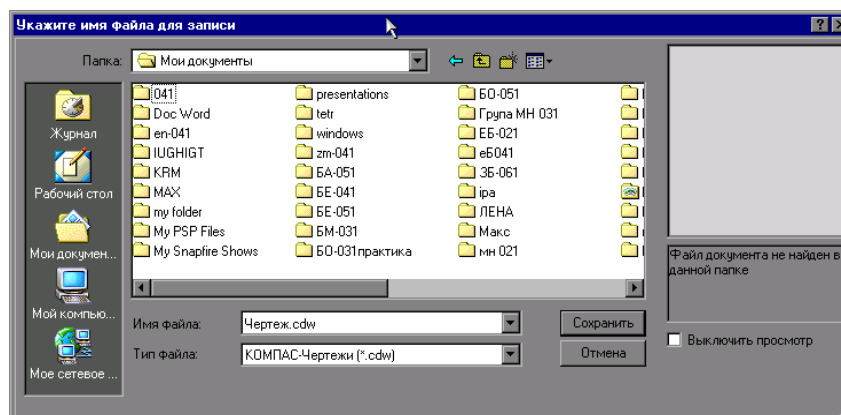 Укажите имя файла для записи
Папка: Мои документы
Журнал
Рабочий стол
Мои докумен...
Мой компью...
Мое сетевое ...
041
Doc Word
en-041
IUGHIGT
KRM
MAX
my folder
My PSP Files
My Snapfire Shows
presentations
tetr
windows
zm-041
БА-051
БЕ-041
БЕ-051
БМ-031
БО-031практика
БО-051
Група МН 031
ЕБ-021
еБ041
ЗБ-061
іра
ЛЕНА
Макс
мн 021
Файл документа не найден в
данной папке
Имя файла: Чертеж.cdw Сохранить
Тип файла: КОМПАС-Чертежи (*.cdw) Отмена
Выключить просмотр